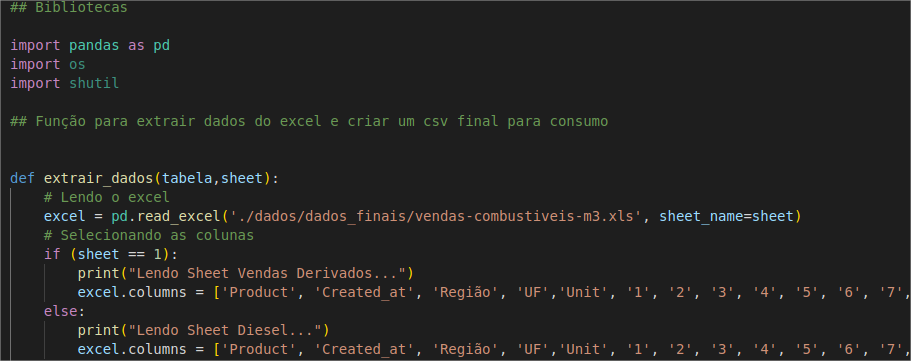 ## Bibliotecas
import pandas as pd
import os
import shutil
## Função para extrair dados do excel e criar um csv final para consumo
def extrair_dados(tabela,sheet):
# Lendo o excel
excel = pd.read_excel('./dados/dados_finais/vendas-combustiveis-m3.xls', sheet_name=sheet)
# Selecionando as colunas
if (sheet == 1):
print("Lendo Sheet Vendas Derivados...")
excel.columns = ['Product', 'Created_at', 'Região', 'UF','Unit', '1', '2', '3', '4', '5', '6', '7',
else:
print("Lendo Sheet Diesel...")
excel.columns = ['Product', 'Created_at', 'Região', 'UF','Unit', '1', '2', '3', '4', '5', '6', '7',